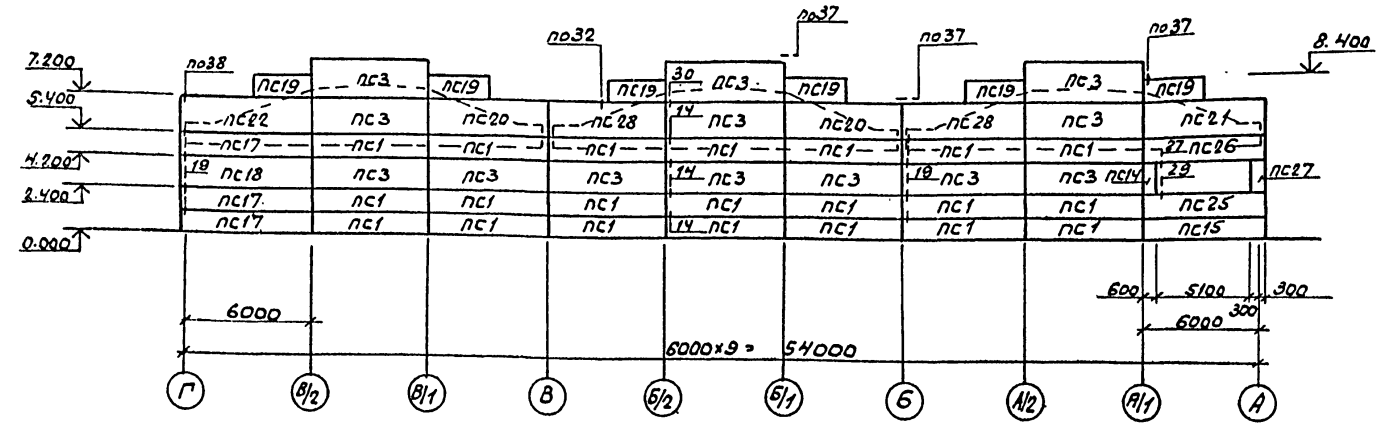 по37
по32 по37 по37
7.200 по38 8.400
30
пс19 пс3 пс19 пс19 пс3 пс19 пс19 пс3 пс19
5.400
14
пс22 пс3 пс20 пс28 пс3 пс20 пс28 пс3 пс21
4.200
пс17 пс1 пс1 пс1 пс1 пс1 пс1 пс1 27 пс26
19 пс18 пс3 пс3 пс3 14 пс3 пс3 19 пс3 пс3 пс14 29 пс27
2.400
пс17 пс1 пс1 пс1 пс1 пс1 пс1 пс1 пс25
0.000
пс17 пс1 пс1 пс1 14 пс1 пс1 пс1 пс1 пс15
600 5100 300 300
6000 6000
6000×9= 54000
Г В/2 В/1 В Б/2 Б/1 Б А/2 А/1 А